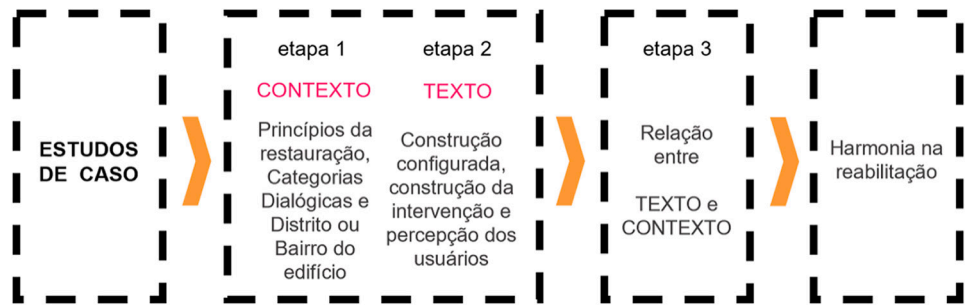 ESTUDOS
DE CASO
etapa 1
CONTEXTO
Princípios da
restauração,
Categorias
Dialógicas e
Distrito ou
Bairro do
edifício
etapa 2
TEXTO
Construção
configurada,
construção da
intervenção e
percepção dos
usuários
etapa 3
Relação
entre
TEXTO e
CONTEXTO
Harmonia na
reabilitação